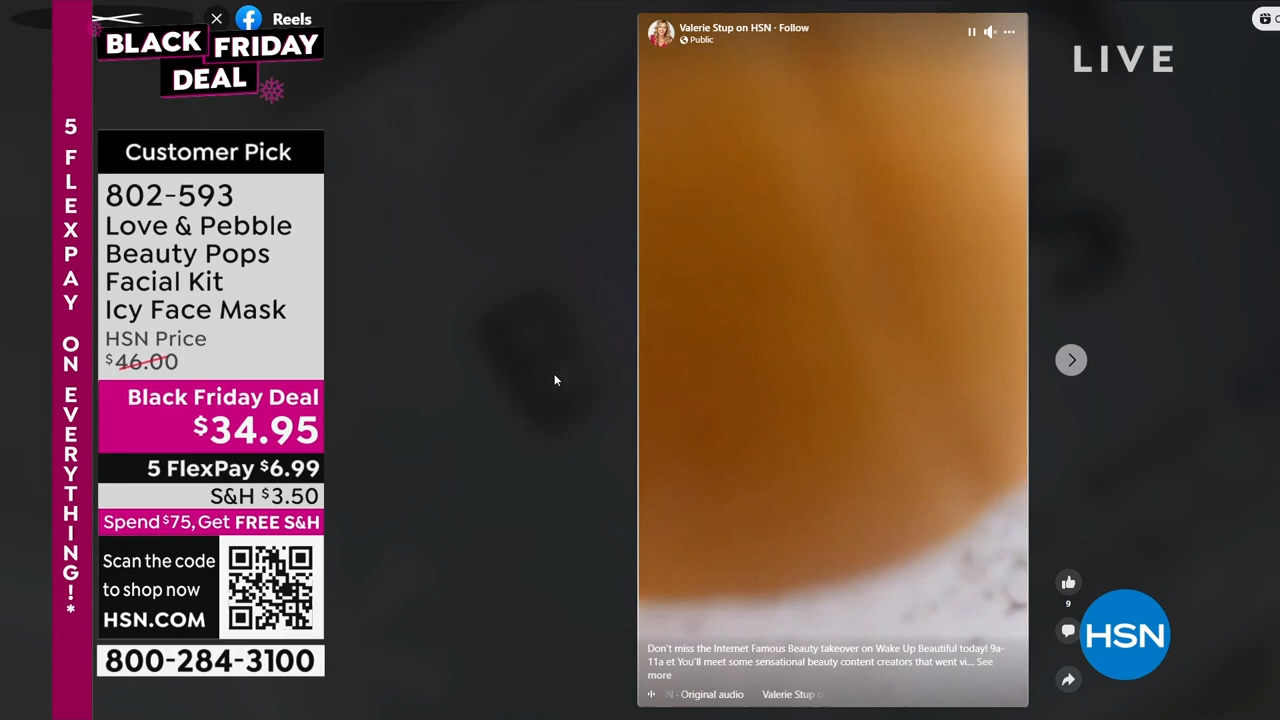 5 FLEXPAY ON EVERYTHING!*
Reels
BLACK FRIDAY
DEAL
Customer Pick
802-593
Love & Pebble
Beauty Pops
Facial Kit
Icy Face Mask
HSN Price
$46.00
Black Friday Deal
$34.95
5 FlexPay $6.99
S&H $3.50
Spend $75, Get FREE S&H
Scan the code
to shop now
HSN.COM
800-284-3100
Valerie Stup on HSN · Follow
Public
LIVE
Don't miss the Internet Famous Beauty takeover on Wake Up Beautiful today! 9a-
11a et You'll meet some sensational beauty content creators that went vi... See
more
N · Original audio Valerie Stup o
9
HSN